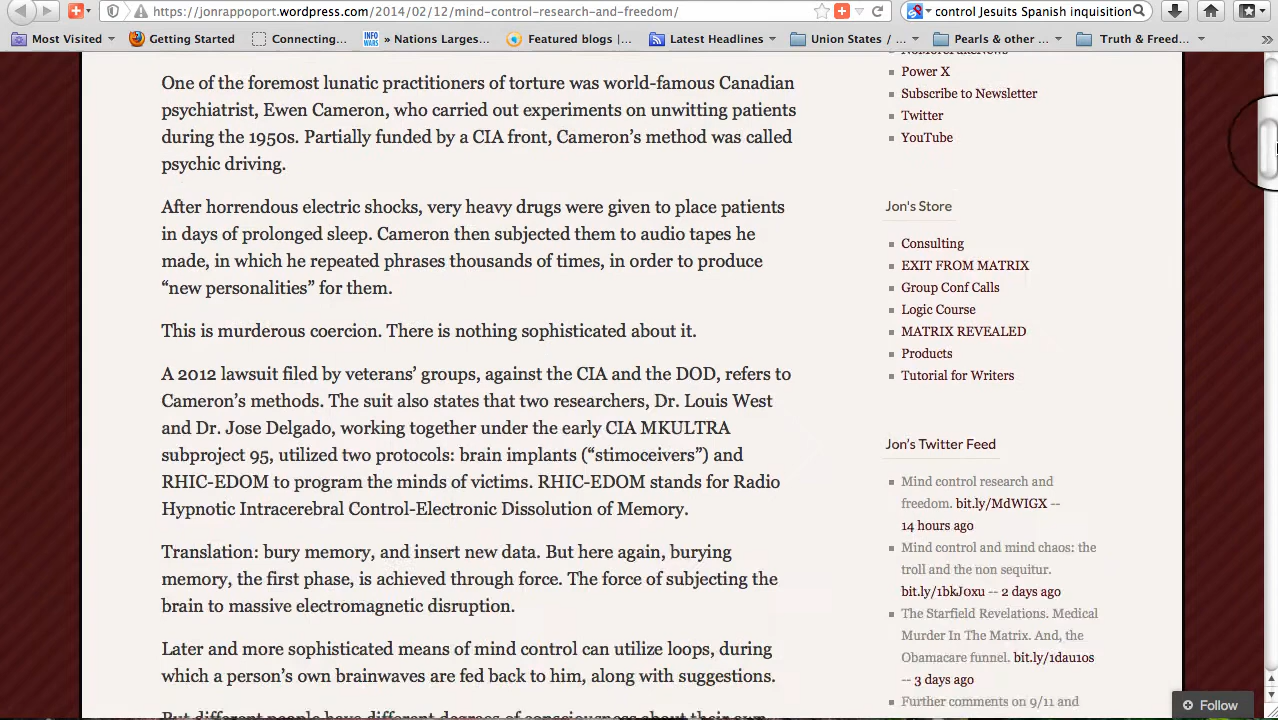 https://jonrappoport.wordpress.com/2014/02/12/mind-control-research-and-freedom/
control Jesuits Spanish inquisition
Most Visited
Getting Started
Connecting...
INFO WARS
» Nations Larges...
Featured blogs |...
Latest Headlines
Union States / ...
Pearls & other ...
Truth & Freed...
One of the foremost lunatic practitioners of torture was world-famous Canadian
psychiatrist, Ewen Cameron, who carried out experiments on unwitting patients
during the 1950s. Partially funded by a CIA front, Cameron’s method was called
psychic driving.
After horrendous electric shocks, very heavy drugs were given to place patients
in days of prolonged sleep. Cameron then subjected them to audio tapes he
made, in which he repeated phrases thousands of times, in order to produce
“new personalities” for them.
This is murderous coercion. There is nothing sophisticated about it.
A 2012 lawsuit filed by veterans’ groups, against the CIA and the DOD, refers to
Cameron’s methods. The suit also states that two researchers, Dr. Louis West
and Dr. Jose Delgado, working together under the early CIA MKULTRA
subproject 95, utilized two protocols: brain implants (“stimoceivers”) and
RHIC-EDOM to program the minds of victims. RHIC-EDOM stands for Radio
Hypnotic Intracerebral Control-Electronic Dissolution of Memory.
Translation: bury memory, and insert new data. But here again, burying
memory, the first phase, is achieved through force. The force of subjecting the
brain to massive electromagnetic disruption.
Later and more sophisticated means of mind control can utilize loops, during
which a person’s own brainwaves are fed back to him, along with suggestions.
But different people have different degrees of consciousness about their own
NoMoreFakeNews
Power X
Subscribe to Newsletter
Twitter
YouTube
Jon's Store
Consulting
EXIT FROM MATRIX
Group Conf Calls
Logic Course
MATRIX REVEALED
Products
Tutorial for Writers
Jon’s Twitter Feed
Mind control research and
freedom. bit.ly/MdWIGX --
14 hours ago
Mind control and mind chaos: the
troll and the non sequitur.
bit.ly/1bkJ0xu -- 2 days ago
The Starfield Revelations. Medical
Murder In The Matrix. And, the
Obamacare funnel. bit.ly/1dau1os
-- 3 days ago
Further comments on 9/11 and
Follow